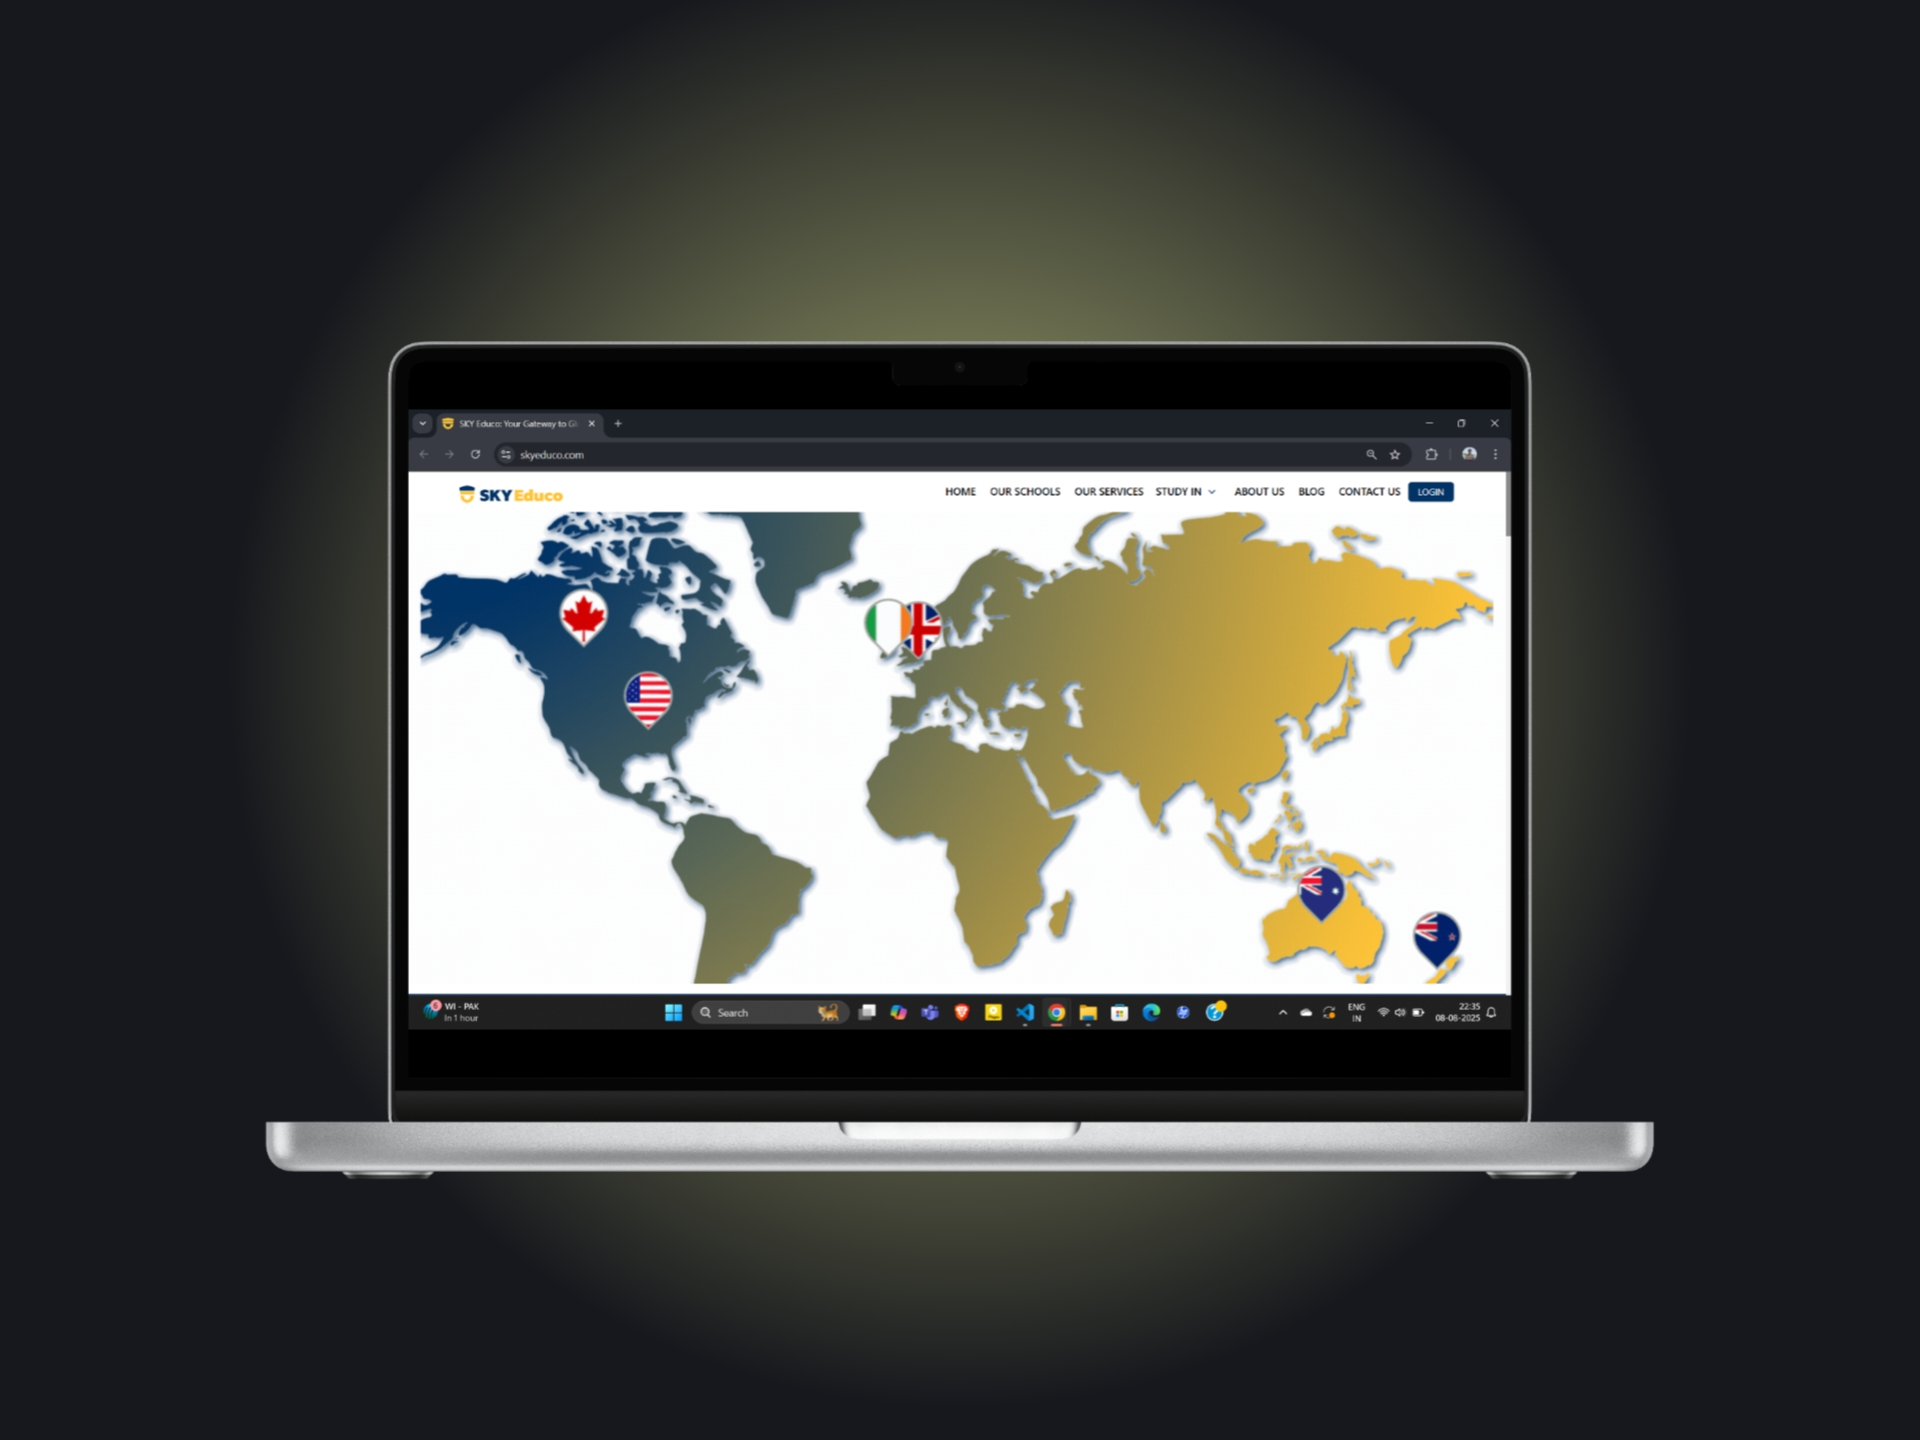 SKY Educo: Your Gateway to Gl
skyeduco.com
SKY Educo
HOME OUR SCHOOLS OUR SERVICES STUDY IN ABOUT US BLOG CONTACT US LOGIN
WI - PAK
In 1 hour
Search
ENG
IN
22:35
08-08-2025